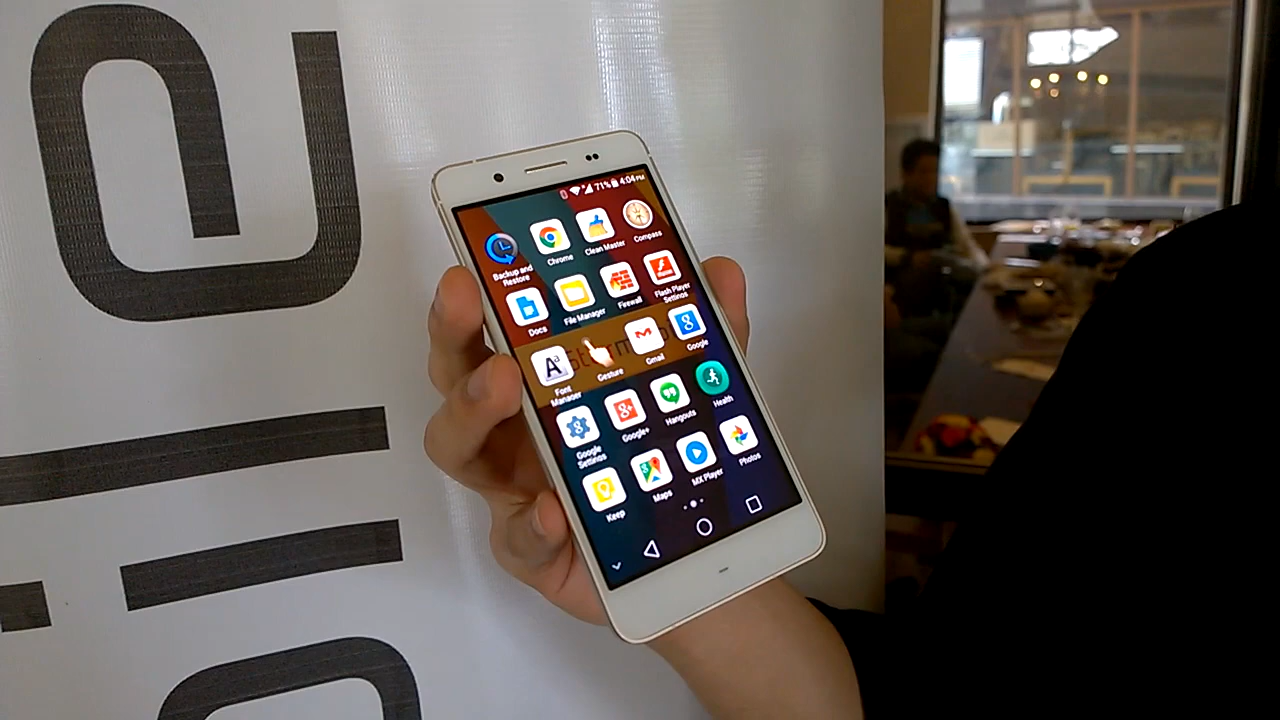 71% 4:04 PM
Backup and
Restore
Chrome
Clean Master
Compass
Docs
File Manager
Firewall
Flash Player
Settings
Font
Manager
Gesture
Gmail
Google
Google
Settings
Google+
Hangouts
Health
Keep
Maps
MX Player
Photos